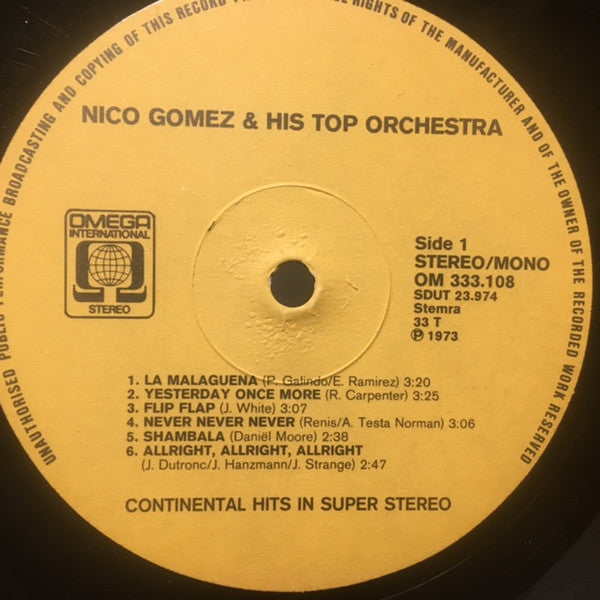 UNAUTHORISED PUBLIC PERFORMANCE BROADCASTING AND COPYING OF THIS RECORD
RIGHTS OF THE MANUFACTURER AND OF THE OWNER OF THE RECORDED WORK RESERVED
NICO GOMEZ & HIS TOP ORCHESTRA
OMEGA
INTERNATIONAL
STEREO
Side 1
STEREO/MONO
OM 333.108
SDUT 23.974
Stemra
33 T
℗ 1973
1. LA MALAGUENA (P. Galindo/E. Ramirez) 3:20
2. YESTERDAY ONCE MORE (R. Carpenter) 3:25
3. FLIP FLAP (J. White) 3:07
4. NEVER NEVER NEVER (Renis/A. Testa Norman) 3:06
5. SHAMBALA (Daniël Moore) 2:38
6. ALLRIGHT, ALLRIGHT, ALLRIGHT
(J. Dutronc/J. Hanzmann/J. Strange) 2:47
CONTINENTAL HITS IN SUPER STEREO